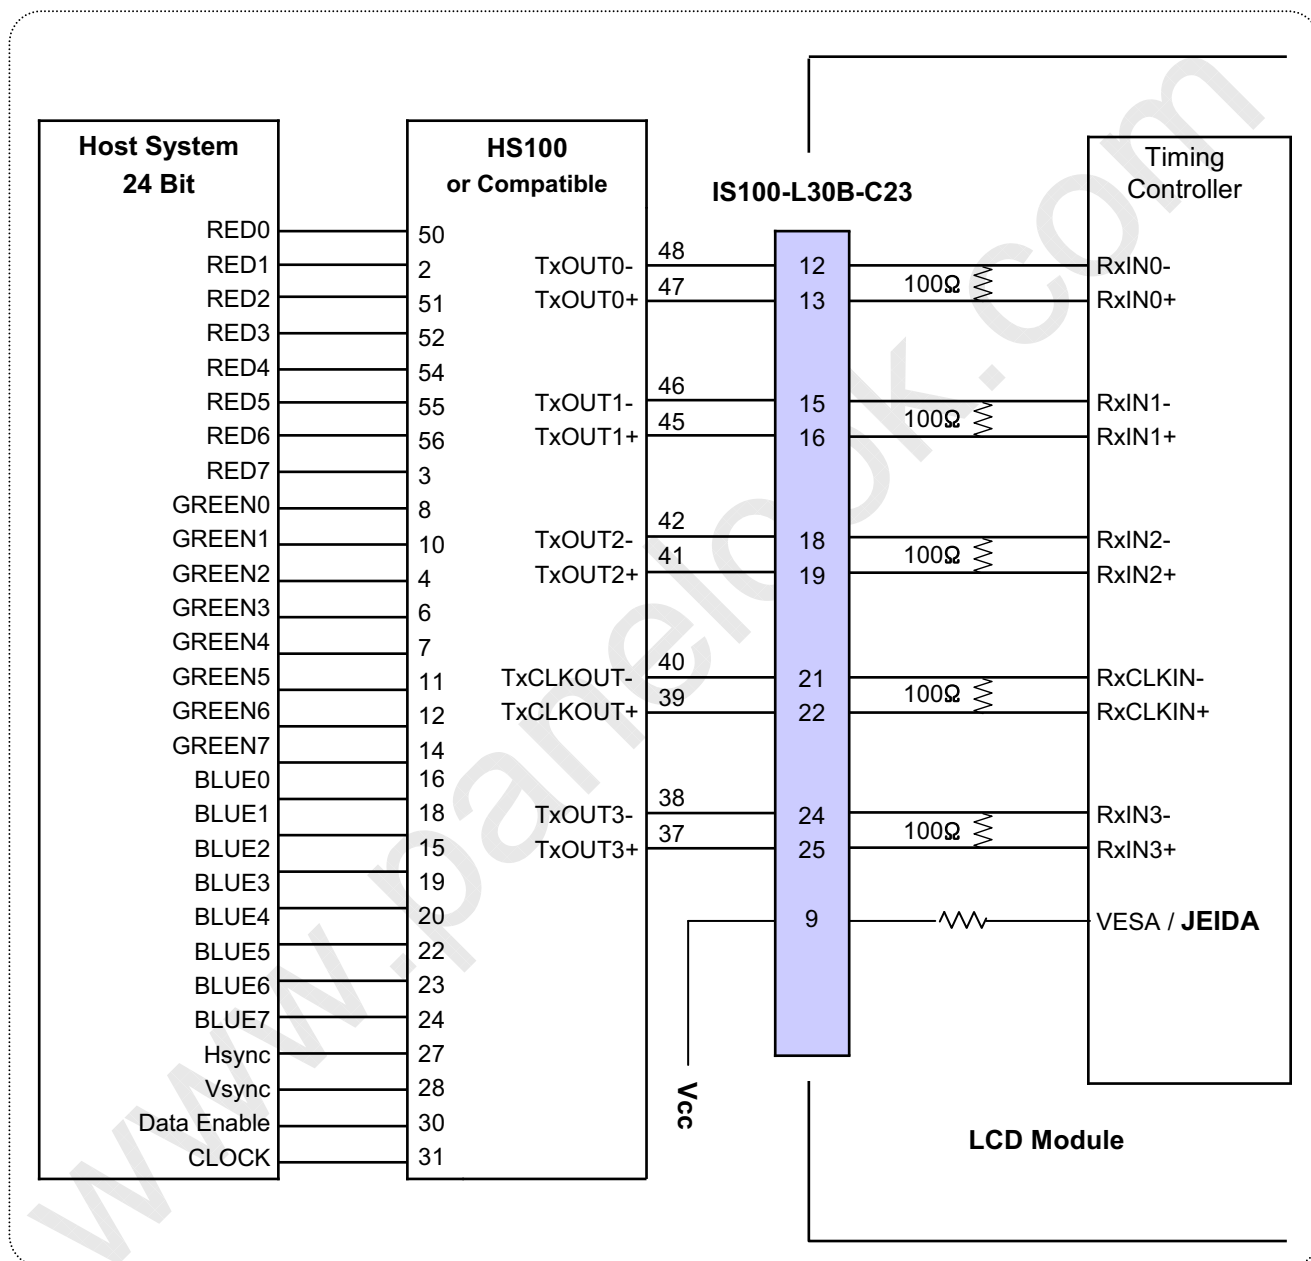 Host System
24 Bit
RED0
RED1
RED2
RED3
RED4
RED5
RED6
RED7
GREEN0
GREEN1
GREEN2
GREEN3
GREEN4
GREEN5
GREEN6
GREEN7
BLUE0
BLUE1
BLUE2
BLUE3
BLUE4
BLUE5
BLUE6
BLUE7
Hsync
Vsync
Data Enable
CLOCK
HS100
or Compatible
50
2
51
52
54
55
56
3
8
10
4
6
7
11
12
14
16
18
15
19
20
22
23
24
27
28
30
31
TxOUT0- 48
TxOUT0+ 47
TxOUT1- 46
TxOUT1+ 45
TxOUT2- 42
TxOUT2+ 41
TxCLKOUT- 40
TxCLKOUT+ 39
TxOUT3- 38
TxOUT3+ 37
IS100-L30B-C23
12
13
15
16
18
19
21
22
24
25
9
Vcc
100Ω
100Ω
100Ω
100Ω
100Ω
Timing
Controller
RxIN0-
RxIN0+
RxIN1-
RxIN1+
RxIN2-
RxIN2+
RxCLKIN-
RxCLKIN+
RxIN3-
RxIN3+
VESA / JEIDA
LCD Module
www.panelook.com